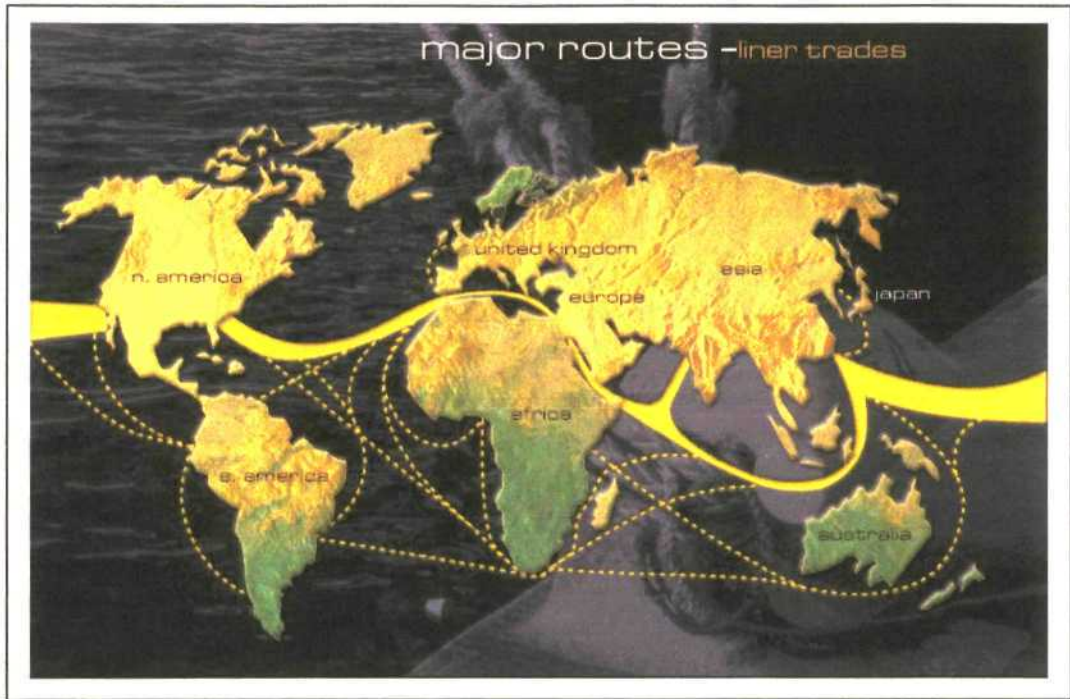 major routes -liner trades
n. america
united kingdom
asia
europe
japan
africa
s. america
australia